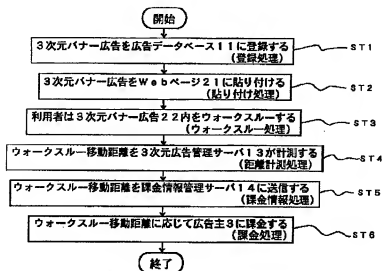 開始
3次元バナー広告を広告データベース11に登録する
(登録処理)
ST1
3次元バナー広告をWebページ21に貼り付ける
(貼り付け処理)
ST2
利用者は3次元バナー広告22内をウォークスルーする
(ウォークスルー処理)
ST3
ウォークスルー移動距離を3次元広告管理サーバ13が計測する
(距離計測処理)
ST4
ウォークスルー移動距離を課金情報管理サーバ14に送信する
(課金情報処理)
ST5
ウォークスルー移動距離に応じて広告主3に課金する
(課金処理)
ST6
終了